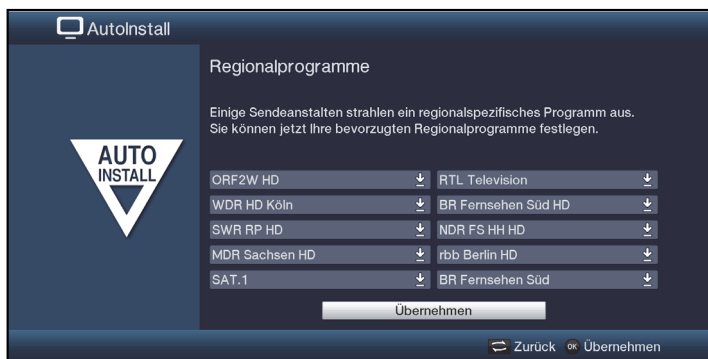 AutoInstall
AUTO
INSTALL
Regionalprogramme
Einige Sendeanstalten strahlen ein regionalspezifisches Programm aus.
Sie können jetzt Ihre bevorzugten Regionalprogramme festlegen.
ORF2W HD
RTL Television
WDR HD Köln
BR Fernsehen Süd HD
SWR RP HD
NDR FS HH HD
MDR Sachsen HD
rbb Berlin HD
SAT.1
BR Fernsehen Süd
Übernehmen
Zurück OK Übernehmen